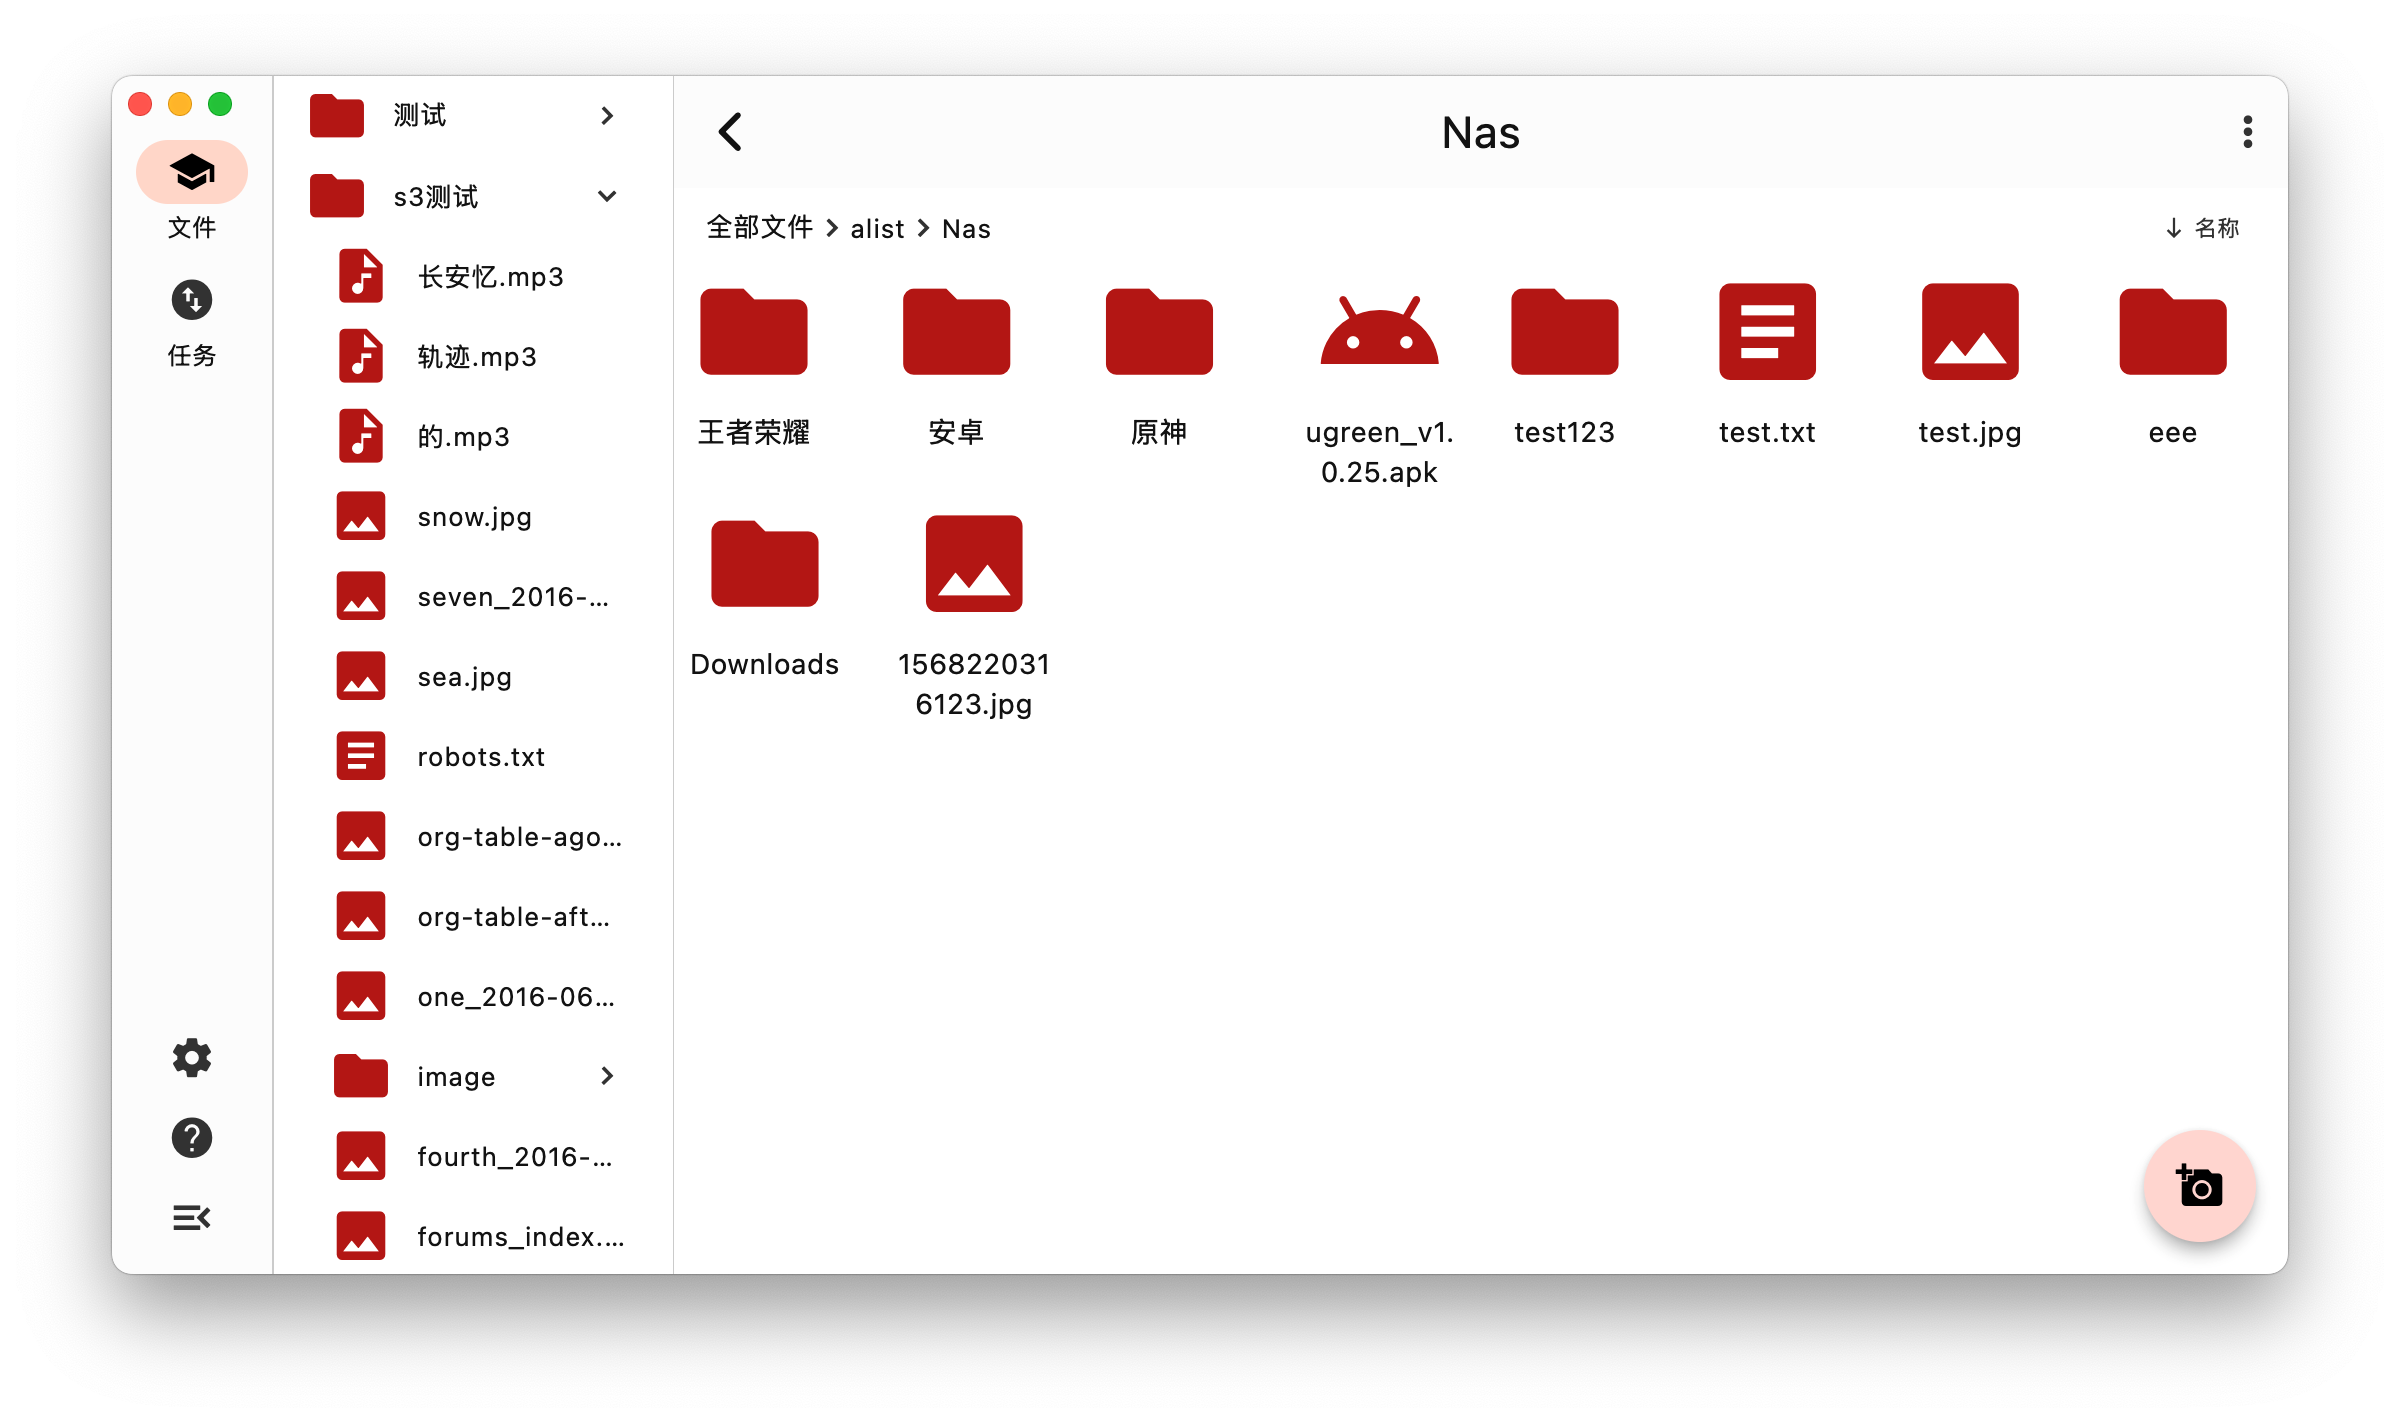 文件
任务
测试
s3测试
长安忆.mp3
轨迹.mp3
的.mp3
snow.jpg
seven_2016-...
sea.jpg
robots.txt
org-table-ago...
org-table-aft...
one_2016-06...
image
fourth_2016-...
forums_index....
Nas
全部文件 > alist > Nas
↓ 名称
王者荣耀
安卓
原神
ugreen_v1.
0.25.apk
test123
test.txt
test.jpg
eee
Downloads
156822031
6123.jpg